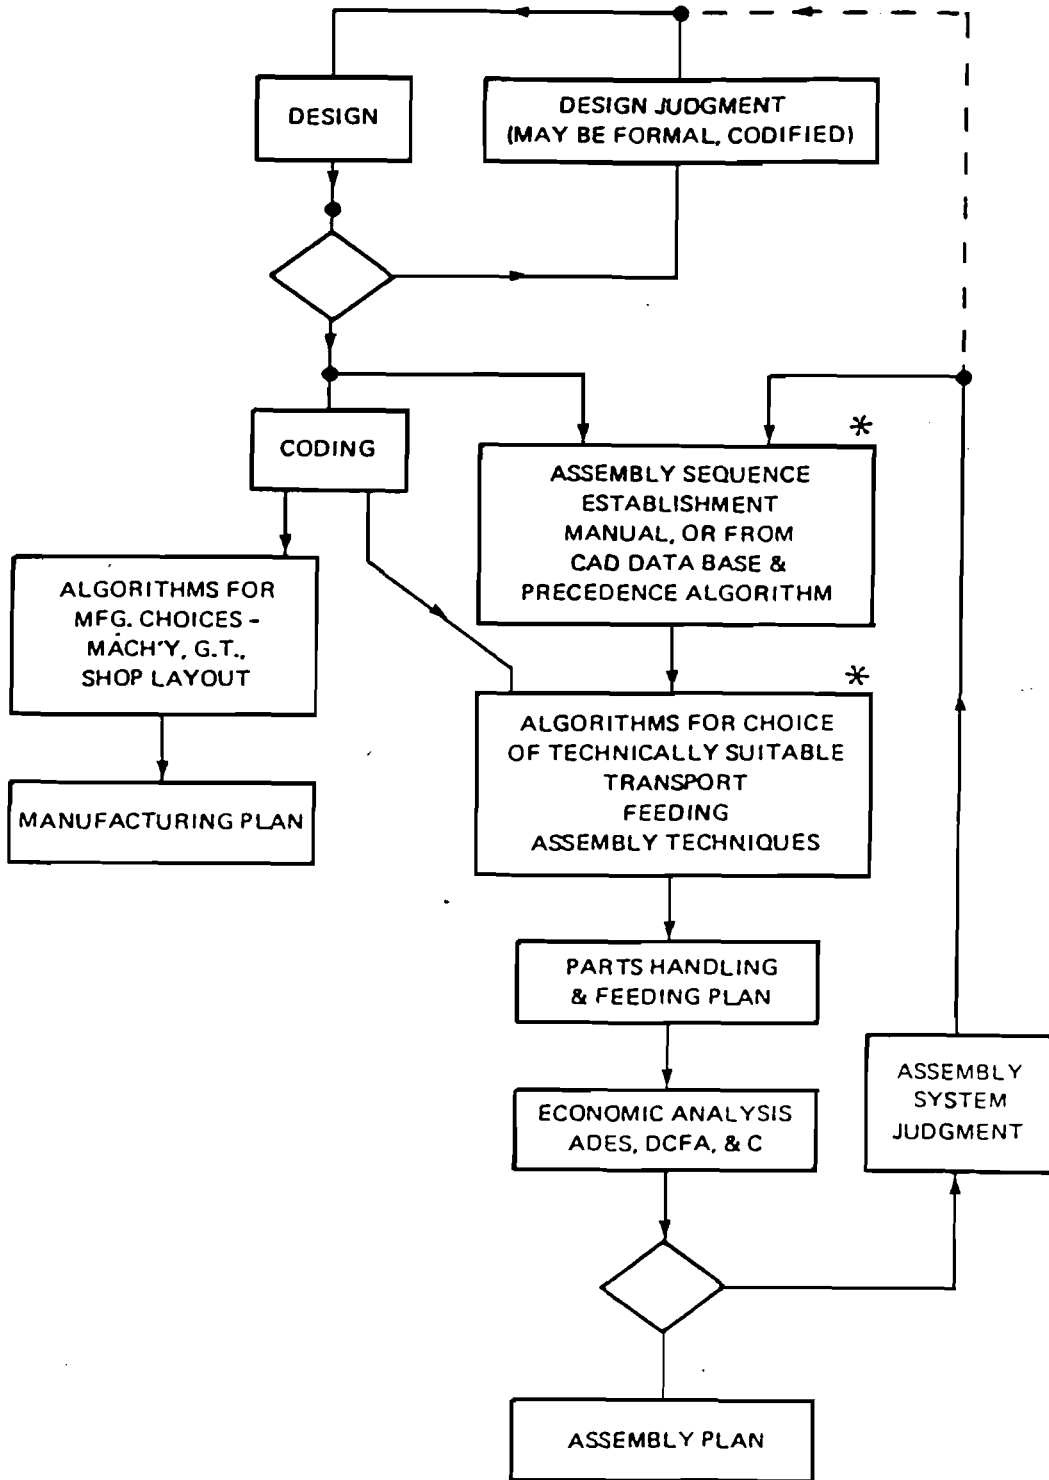 DESIGN
DESIGN JUDGMENT
(MAY BE FORMAL, CODIFIED)
CODING
*
ASSEMBLY SEQUENCE
ESTABLISHMENT
MANUAL, OR FROM
CAD DATA BASE &
PRECEDENCE ALGORITHM
ALGORITHMS FOR
MFG. CHOICES –
MACH'Y, G.T.,
SHOP LAYOUT
*
ALGORITHMS FOR CHOICE
OF TECHNICALLY SUITABLE
TRANSPORT
FEEDING
ASSEMBLY TECHNIQUES
MANUFACTURING PLAN
PARTS HANDLING
& FEEDING PLAN
ECONOMIC ANALYSIS
ADES, DCFA, & C
ASSEMBLY
SYSTEM
JUDGMENT
ASSEMBLY PLAN